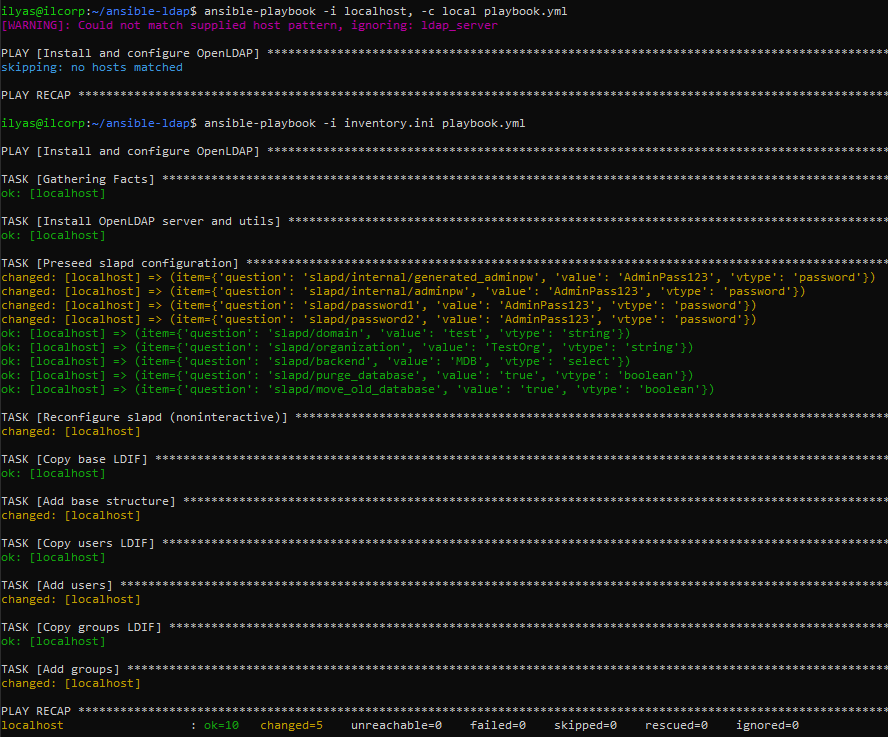 ilyas@ilcorp:~/ansible-ldap$ ansible-playbook -i localhost, -c local playbook.yml
[WARNING]: Could not match supplied host pattern, ignoring: ldap_server
PLAY [Install and configure OpenLDAP] *****************************************************************************************
skipping: no hosts matched
PLAY RECAP ********************************************************************************************************************
ilyas@ilcorp:~/ansible-ldap$ ansible-playbook -i inventory.ini playbook.yml
PLAY [Install and configure OpenLDAP] *****************************************************************************************
TASK [Gathering Facts] ********************************************************************************************************
ok: [localhost]
TASK [Install OpenLDAP server and utils] **************************************************************************************
ok: [localhost]
TASK [Preseed slapd configuration] ********************************************************************************************
changed: [localhost] => (item={'question': 'slapd/internal/generated_adminpw', 'value': 'AdminPass123', 'vtype': 'password'})
changed: [localhost] => (item={'question': 'slapd/internal/adminpw', 'value': 'AdminPass123', 'vtype': 'password'})
changed: [localhost] => (item={'question': 'slapd/password1', 'value': 'AdminPass123', 'vtype': 'password'})
changed: [localhost] => (item={'question': 'slapd/password2', 'value': 'AdminPass123', 'vtype': 'password'})
ok: [localhost] => (item={'question': 'slapd/domain', 'value': 'test', 'vtype': 'string'})
ok: [localhost] => (item={'question': 'slapd/organization', 'value': 'TestOrg', 'vtype': 'string'})
ok: [localhost] => (item={'question': 'slapd/backend', 'value': 'MDB', 'vtype': 'select'})
ok: [localhost] => (item={'question': 'slapd/purge_database', 'value': 'true', 'vtype': 'boolean'})
ok: [localhost] => (item={'question': 'slapd/move_old_database', 'value': 'true', 'vtype': 'boolean'})
TASK [Reconfigure slapd (noninteractive)] *************************************************************************************
changed: [localhost]
TASK [Copy base LDIF] *********************************************************************************************************
ok: [localhost]
TASK [Add base structure] *****************************************************************************************************
changed: [localhost]
TASK [Copy users LDIF] ********************************************************************************************************
ok: [localhost]
TASK [Add users] **************************************************************************************************************
changed: [localhost]
TASK [Copy groups LDIF] *******************************************************************************************************
ok: [localhost]
TASK [Add groups] *************************************************************************************************************
changed: [localhost]
PLAY RECAP ********************************************************************************************************************
localhost                  : ok=10   changed=5    unreachable=0    failed=0    skipped=0    rescued=0    ignored=0